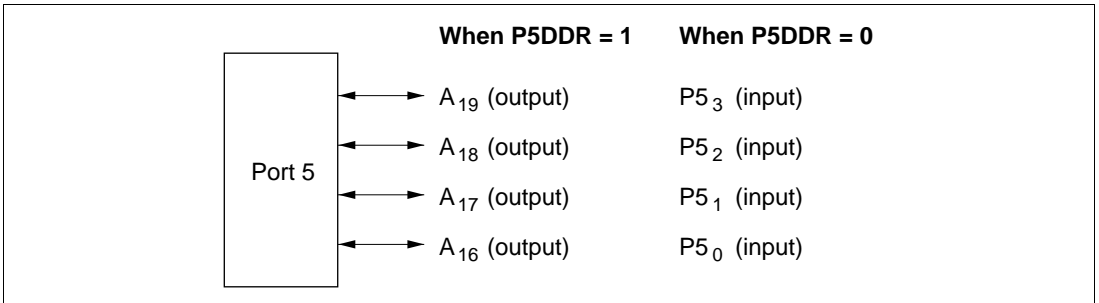 When P5DDR = 1 When P5DDR = 0
A19 (output) P53 (input)
A18 (output) P52 (input)
Port 5
A17 (output) P51 (input)
A16 (output) P50 (input)